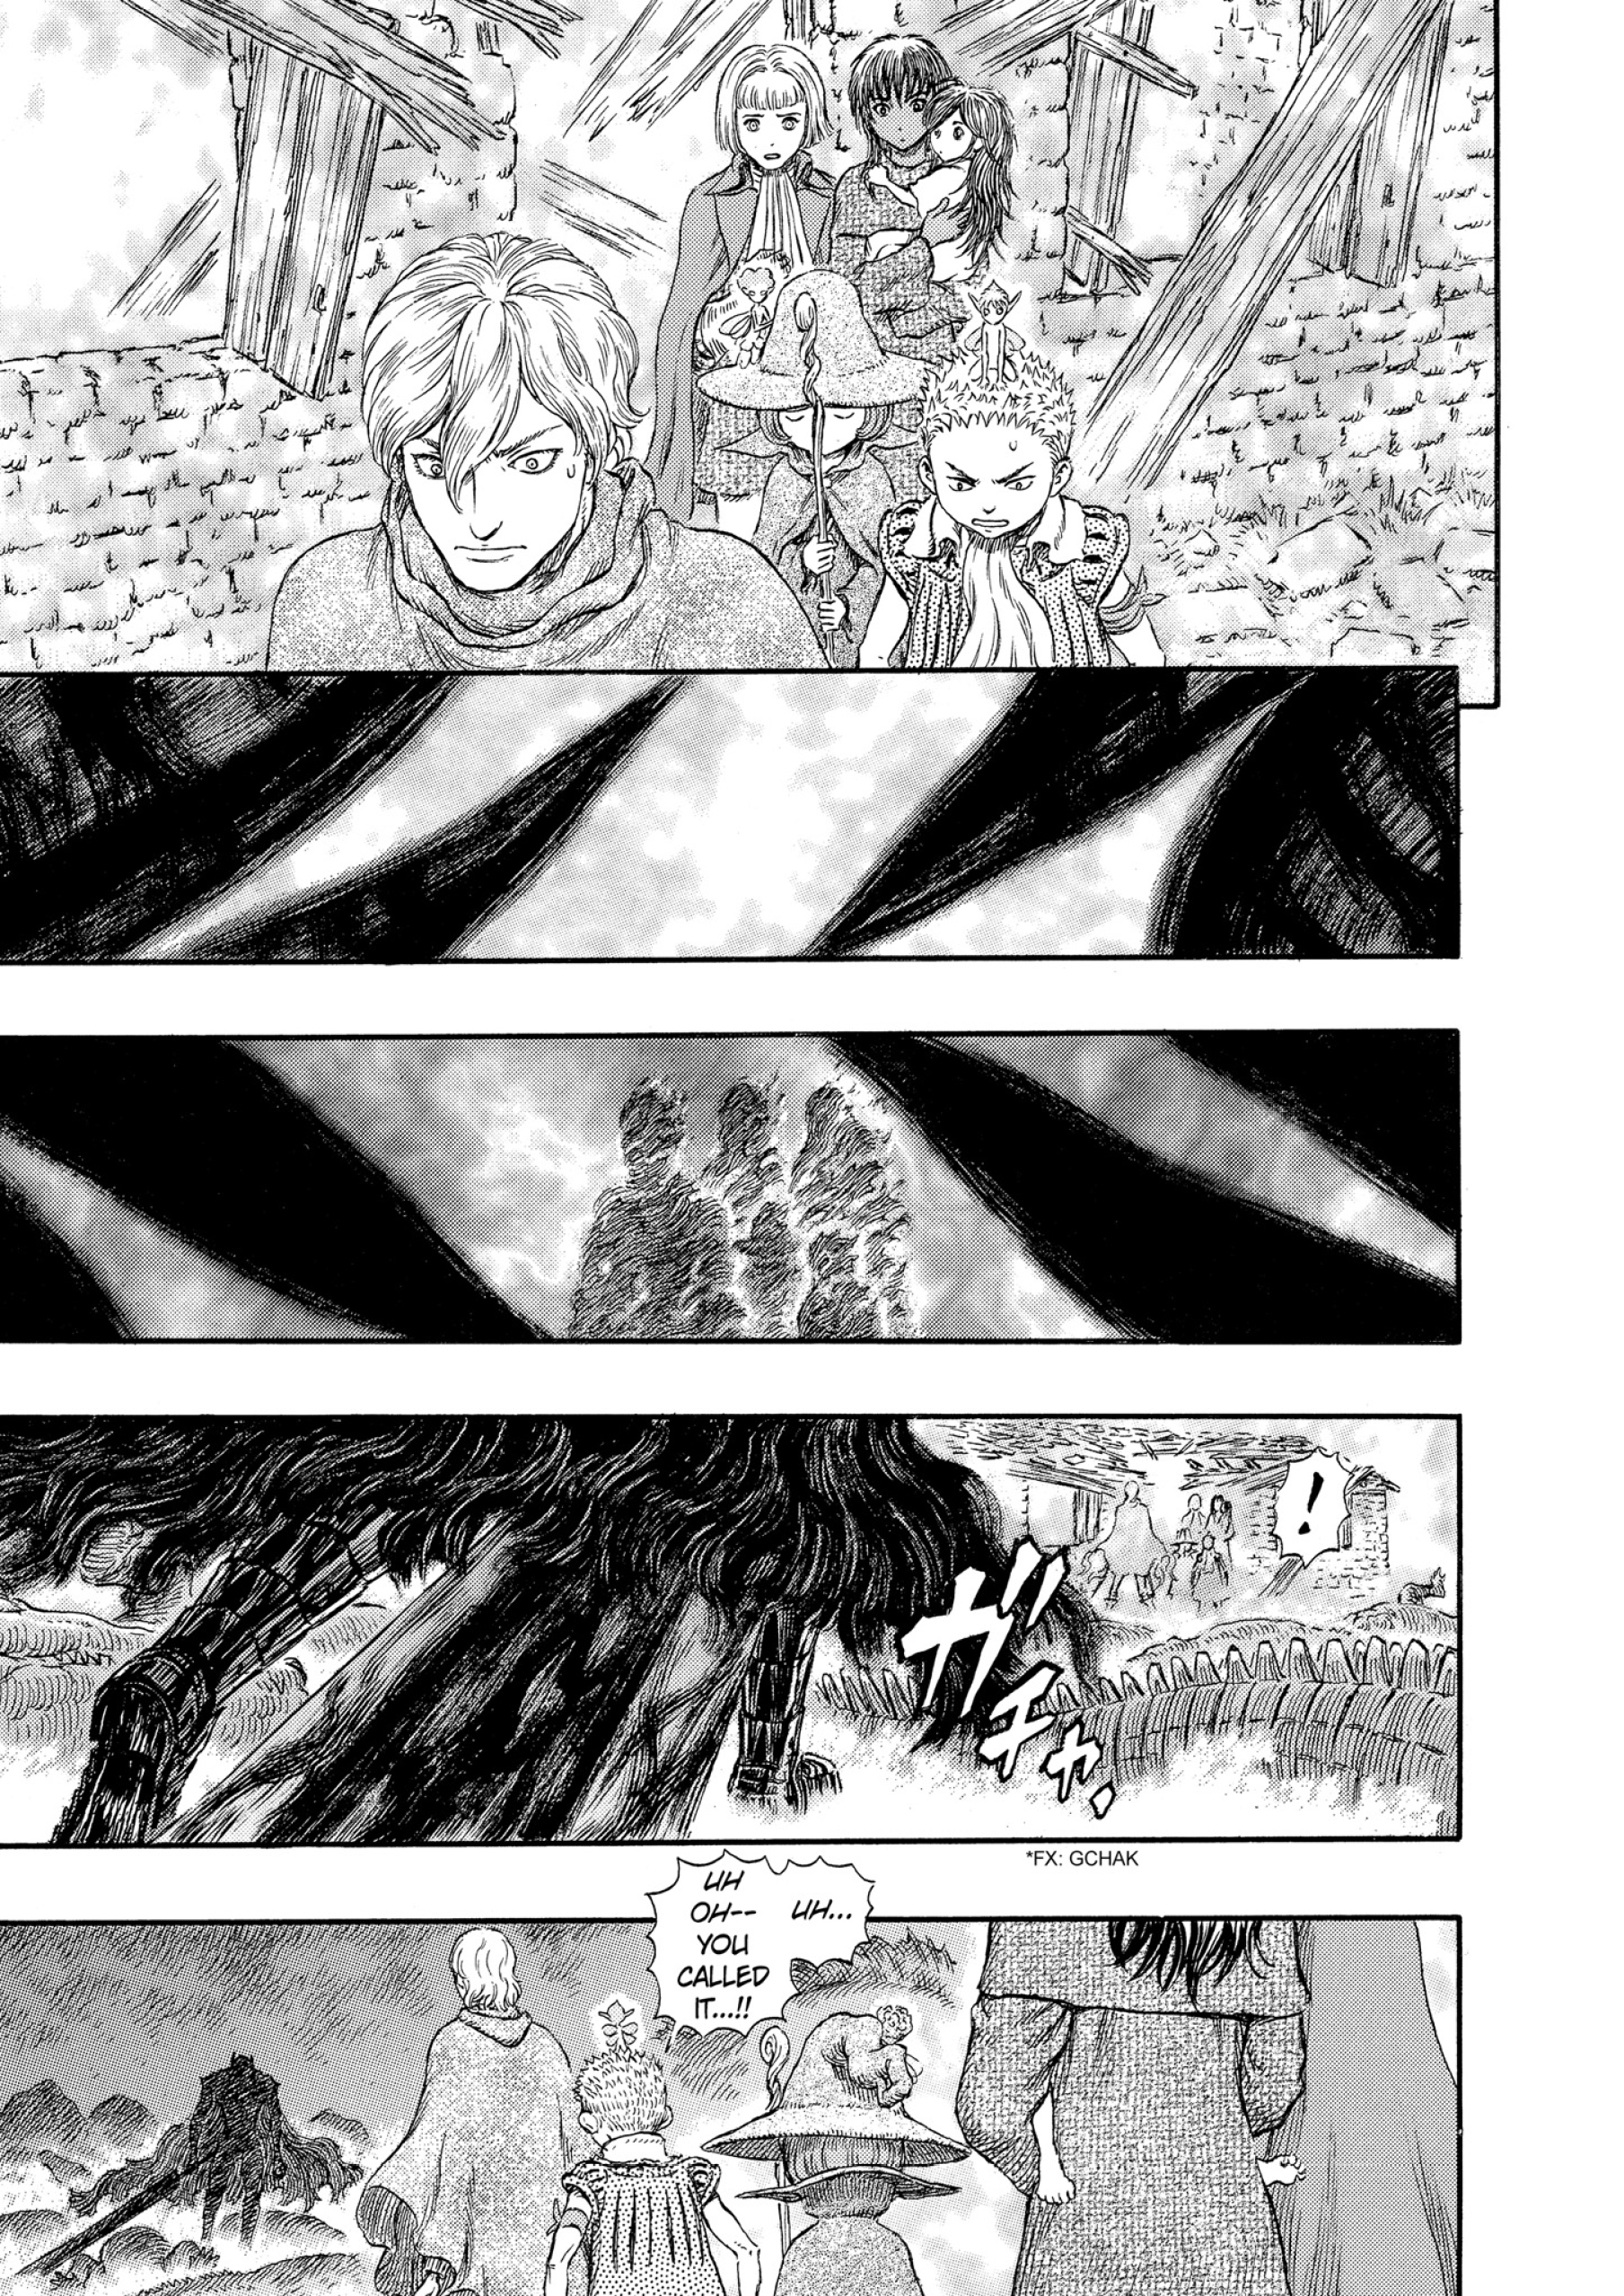 !
ガチャ.
*FX: GCHAK
UH...
UH
OH--
YOU
CALLED
IT...!!